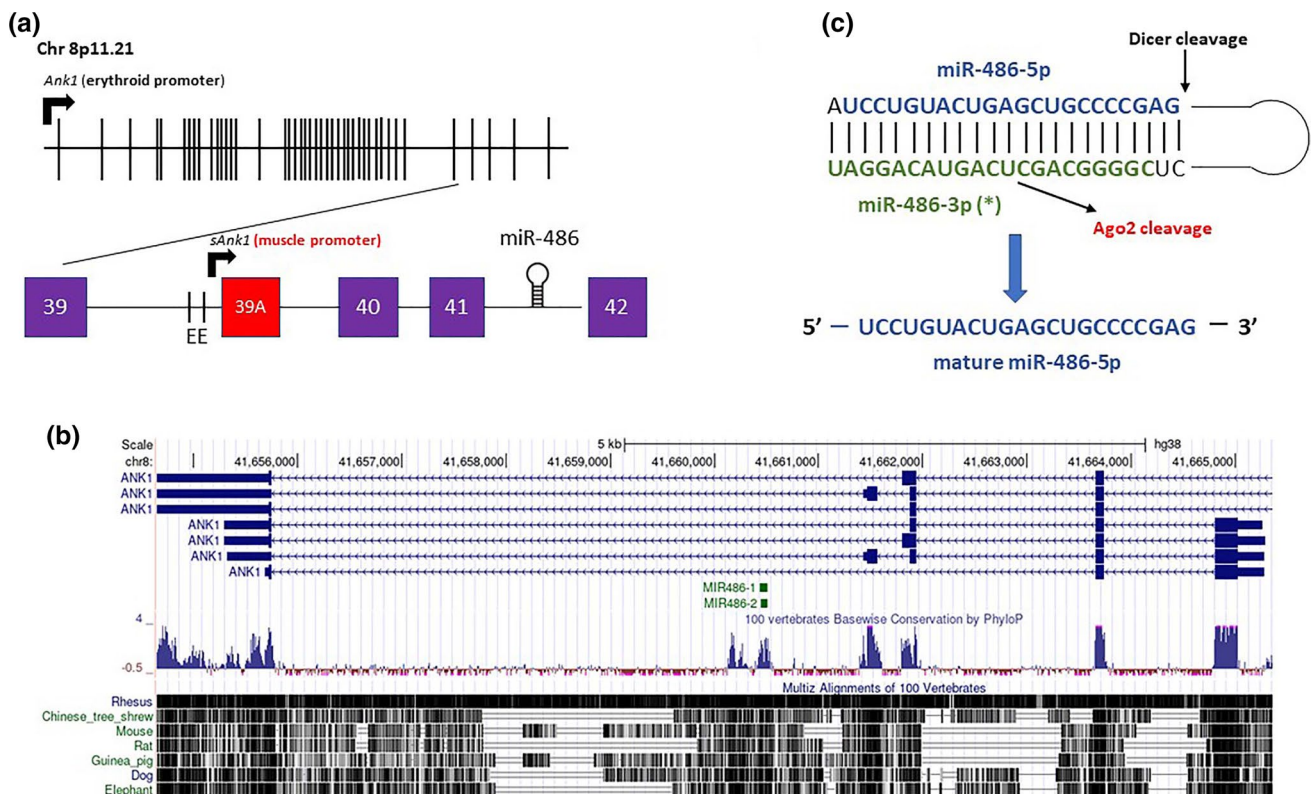 (a)
Chr 8p11.21
Ank1 (erythroid promoter)
sAnk1 (muscle promoter)
miR-486
39
EE
39A
40
41
42
(c)
Dicer cleavage
miR-486-5p
AUCCUGUACUGAGCUGCCCCGAG
UAGGACAUGACUCGACGGGGCUC
miR-486-3p (*)
Ago2 cleavage
5’ — UCCUGUACUGAGCUGCCCCGAG — 3’
mature miR-486-5p
(b)
Scale 5 kb hg38
chr8: 41,656,000 41,657,000 41,658,000 41,659,000 41,660,000 41,661,000 41,662,000 41,663,000 41,664,000 41,665,000
ANK1
ANK1
ANK1
ANK1
ANK1
ANK1
ANK1
MIR486-1
MIR486-2
100 vertebrates Basewise Conservation by PhyloP
4
-0.5
Multiz Alignments of 100 Vertebrates
Rhesus
Chinese_tree_shrew
Mouse
Rat
Guinea_pig
Dog
Elephant